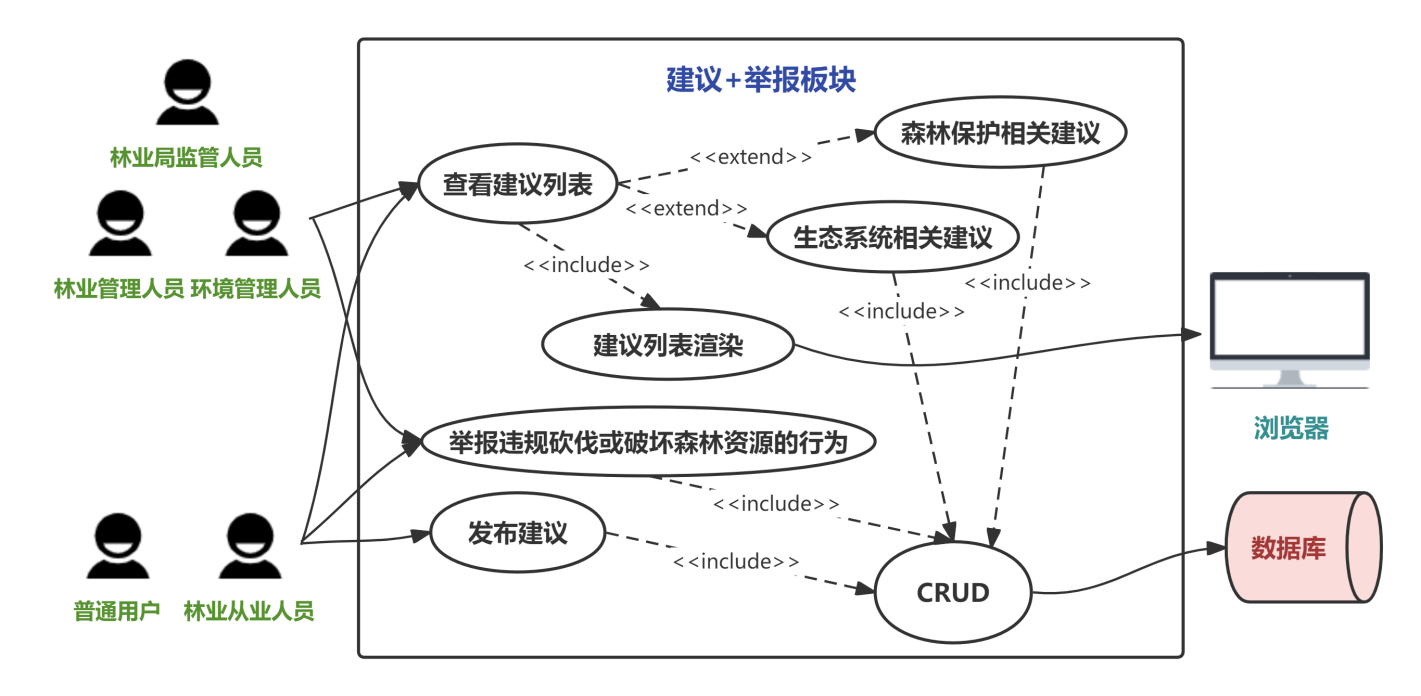 建议+举报板块
林业局监管人员
林业管理人员 环境管理人员
普通用户 林业从业人员
查看建议列表
<<extend>>
森林保护相关建议
<<extend>>
生态系统相关建议
<<include>>
<<include>>
<<include>>
建议列表渲染
举报违规砍伐或破坏森林资源的行为
<<include>>
发布建议
<<include>>
CRUD
浏览器
数据库